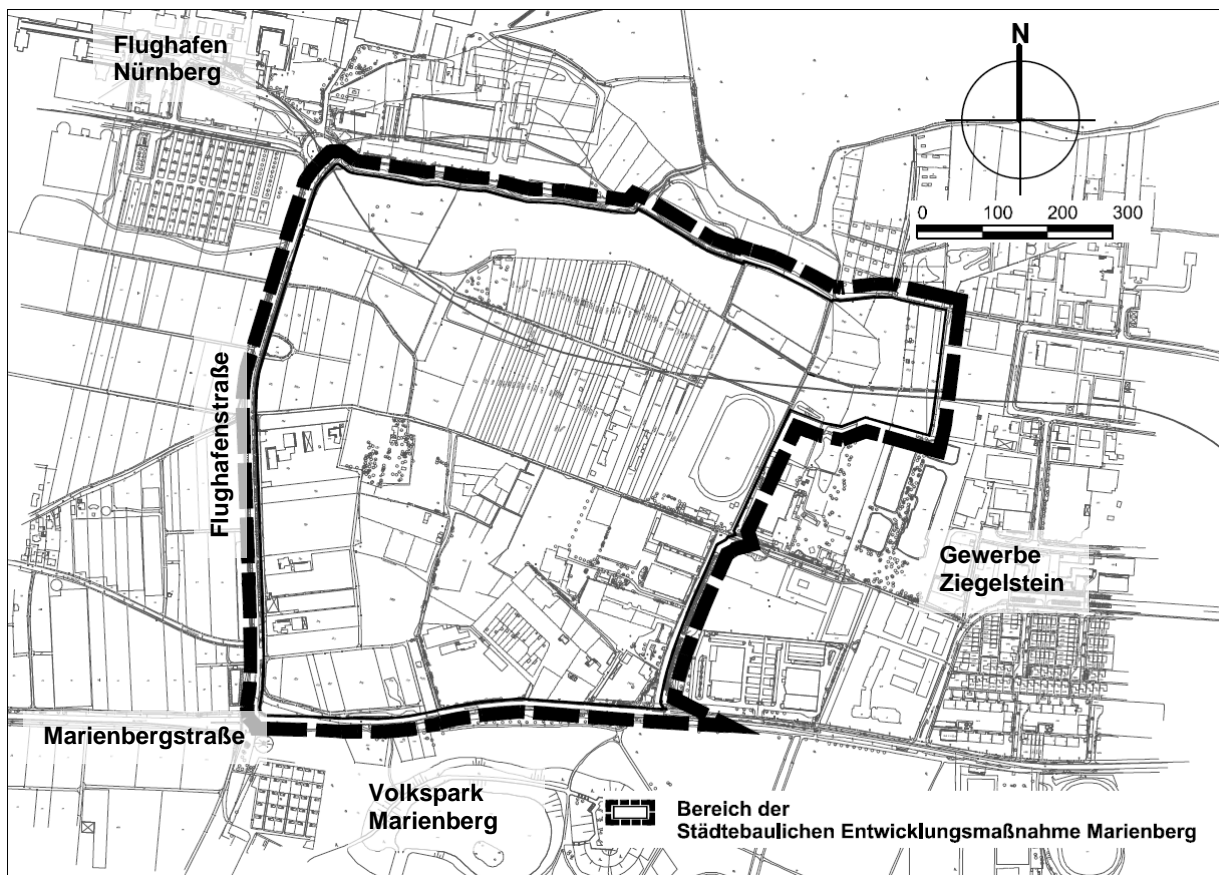 Flughafen
Nürnberg
N
0 100 200 300
Flughafenstraße
Gewerbe
Ziegelstein
Marienbergstraße
Volkspark
Marienberg
Bereich der
Städtebaulichen Entwicklungsmaßnahme Marienberg